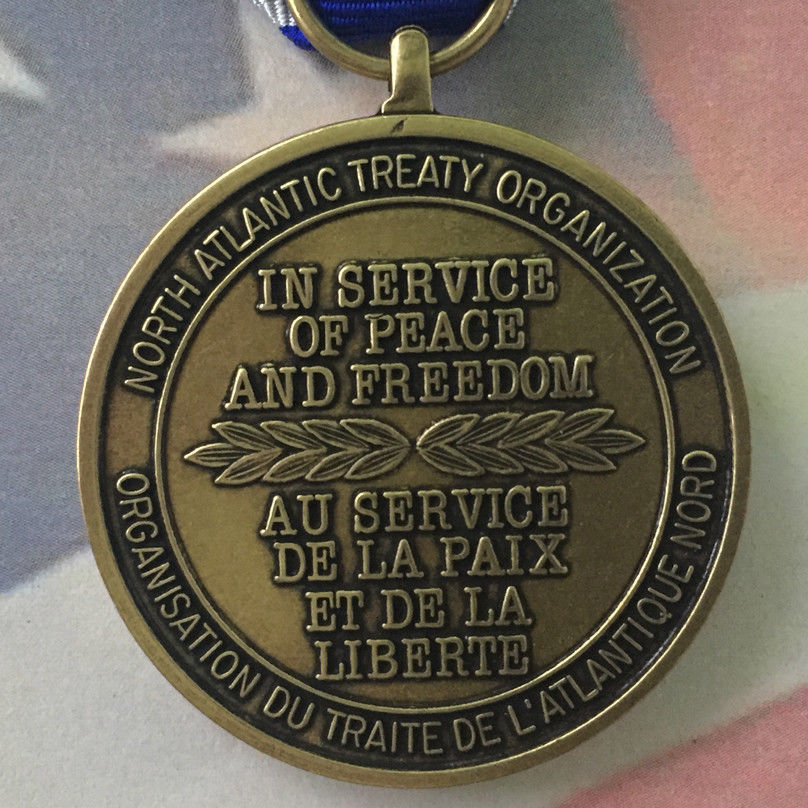 NORTH ATLANTIC TREATY ORGANIZATION
IN SERVICE
OF PEACE
AND FREEDOM
AU SERVICE
DE LA PAIX
ET DE LA
LIBERTE
ORGANISATION DU TRAITE DE L'ATLANTIQUE NORD